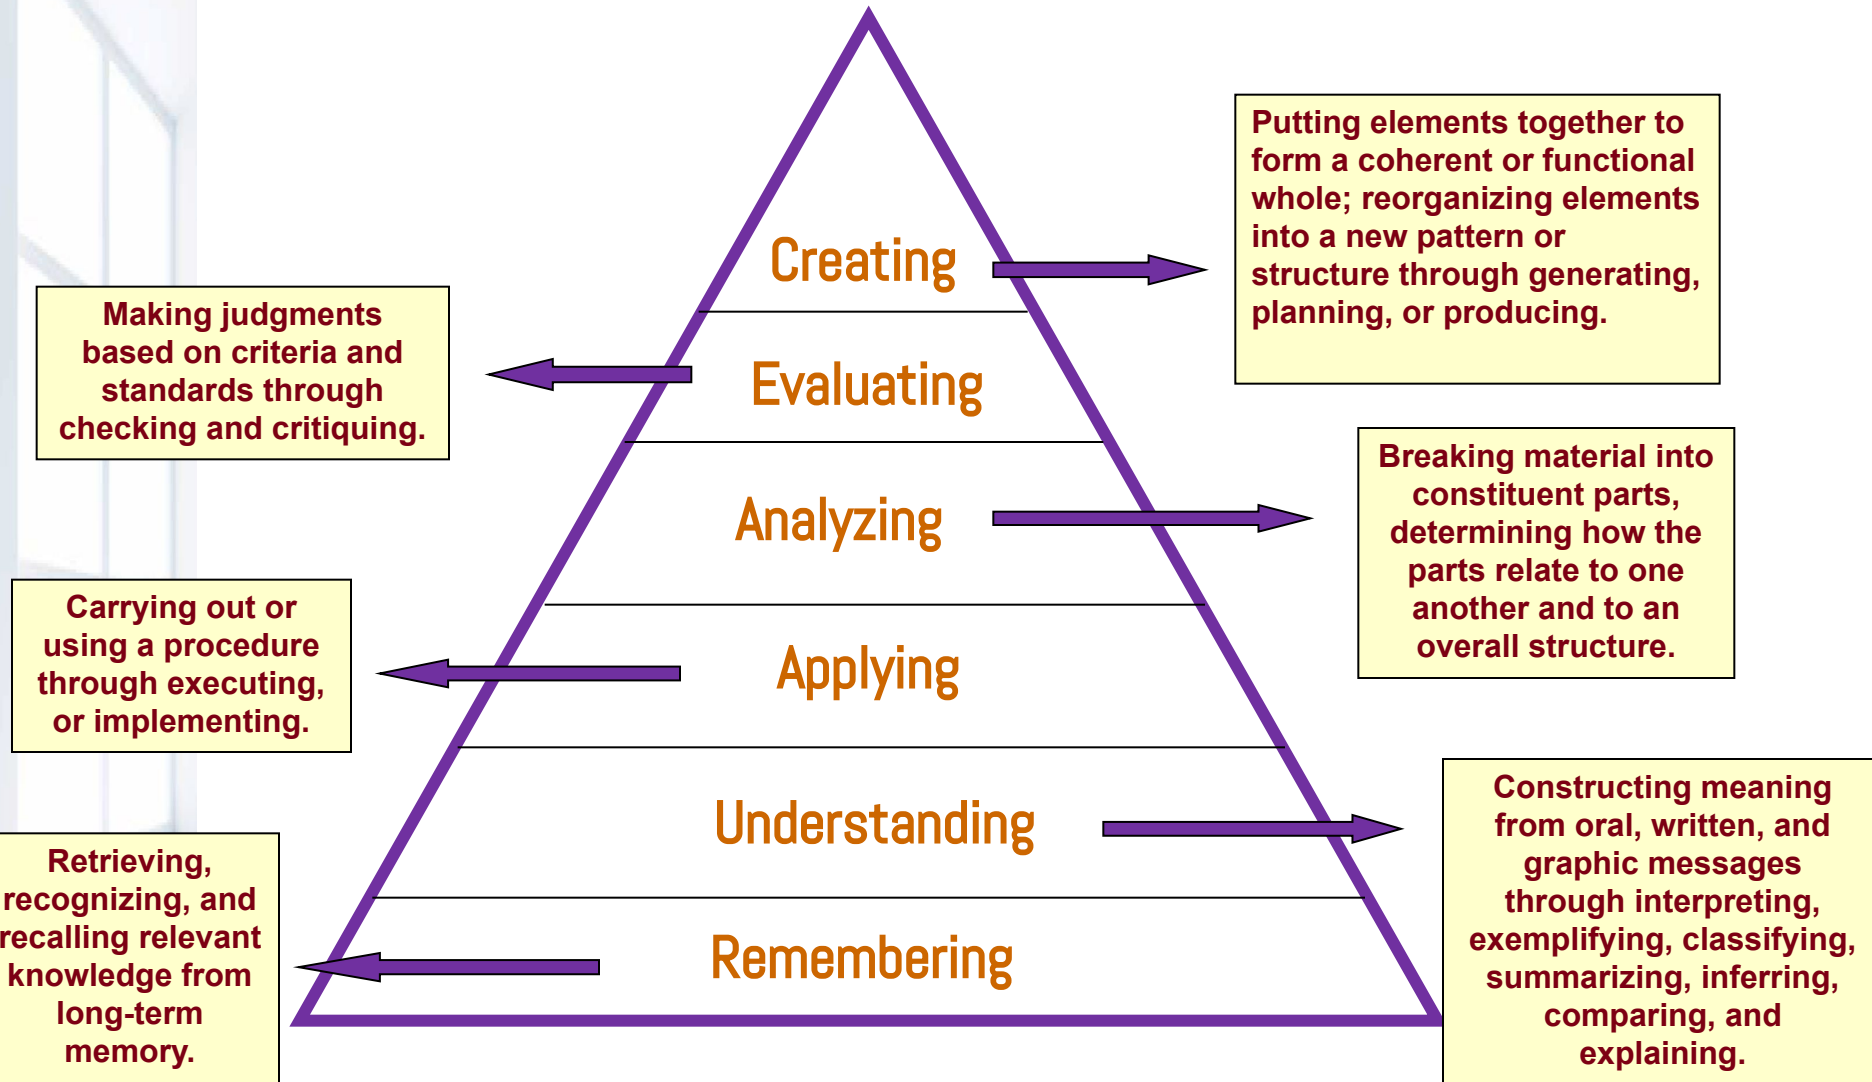 Creating
Putting elements together to
form a coherent or functional
whole; reorganizing elements
into a new pattern or
structure through generating,
planning, or producing.
Making judgments
based on criteria and
standards through
checking and critiquing.
Evaluating
Analyzing
Breaking material into
constituent parts,
determining how the
parts relate to one
another and to an
overall structure.
Carrying out or
using a procedure
through executing,
or implementing.
Applying
Understanding
Constructing meaning
from oral, written, and
graphic messages
through interpreting,
exemplifying, classifying,
summarizing, inferring,
comparing, and
explaining.
Retrieving,
recognizing, and
recalling relevant
knowledge from
long-term
memory.
Remembering